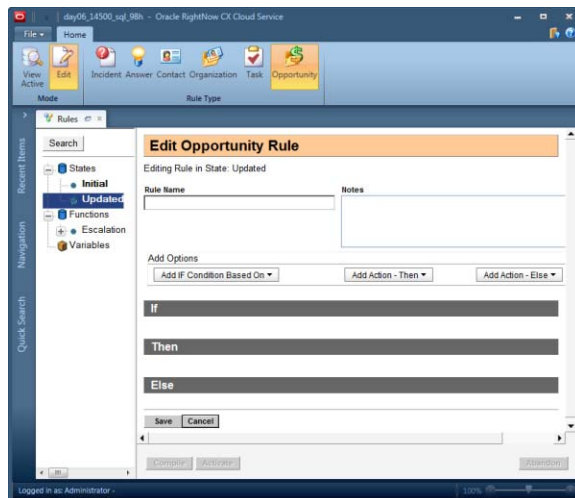 day06_14500_sql_98h - Oracle RightNow CX Cloud Service
File Home
View Active Edit Incident Answer Contact Organization Task Opportunity
Mode Rule Type
Rules
Recent Items
Navigation
Quick Search
Search
States
Initial
Updated
Functions
Escalation
Variables
Edit Opportunity Rule
Editing Rule in State: Updated
Rule Name Notes
Add Options
Add IF Condition Based On Add Action - Then Add Action - Else
If
Then
Else
Save Cancel
Compile Activate Abandon
Logged in as: Administrator - 100%